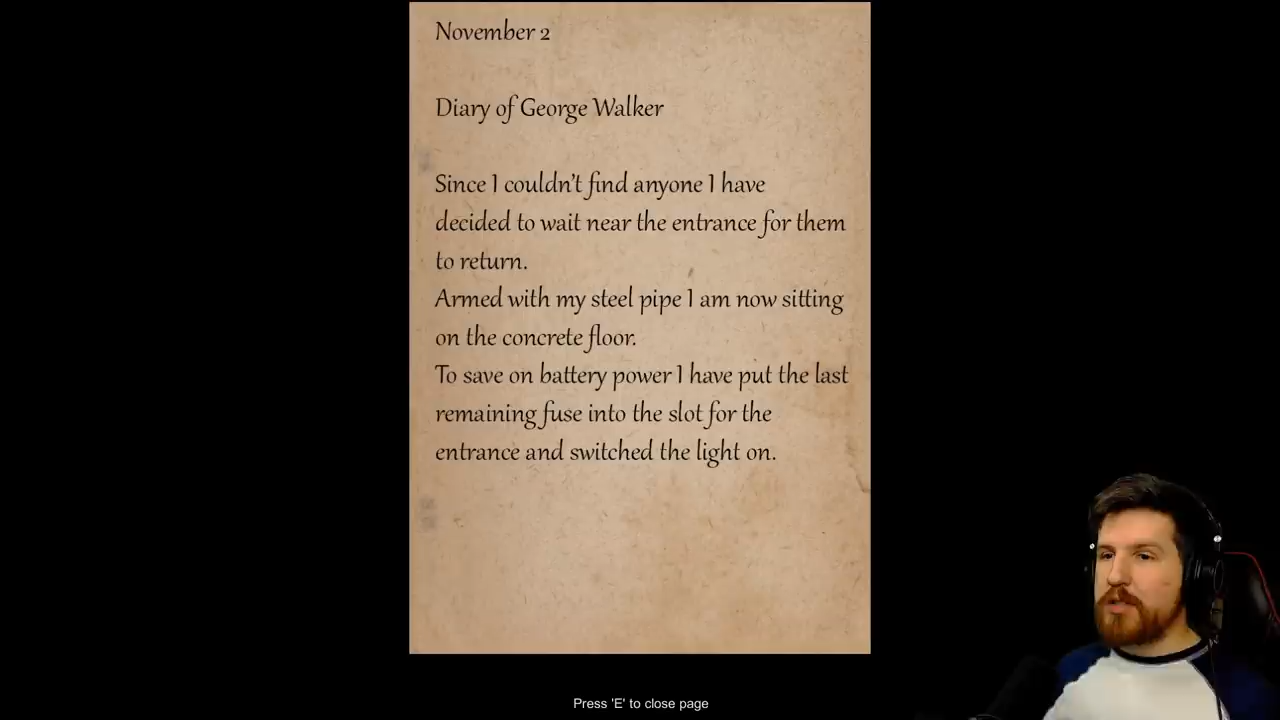 November 2
Diary of George Walker
Since I couldn't find anyone I have
decided to wait near the entrance for them
to return.
Armed with my steel pipe I am now sitting
on the concrete floor.
To save on battery power I have put the last
remaining fuse into the slot for the
entrance and switched the light on.
Press 'E' to close page